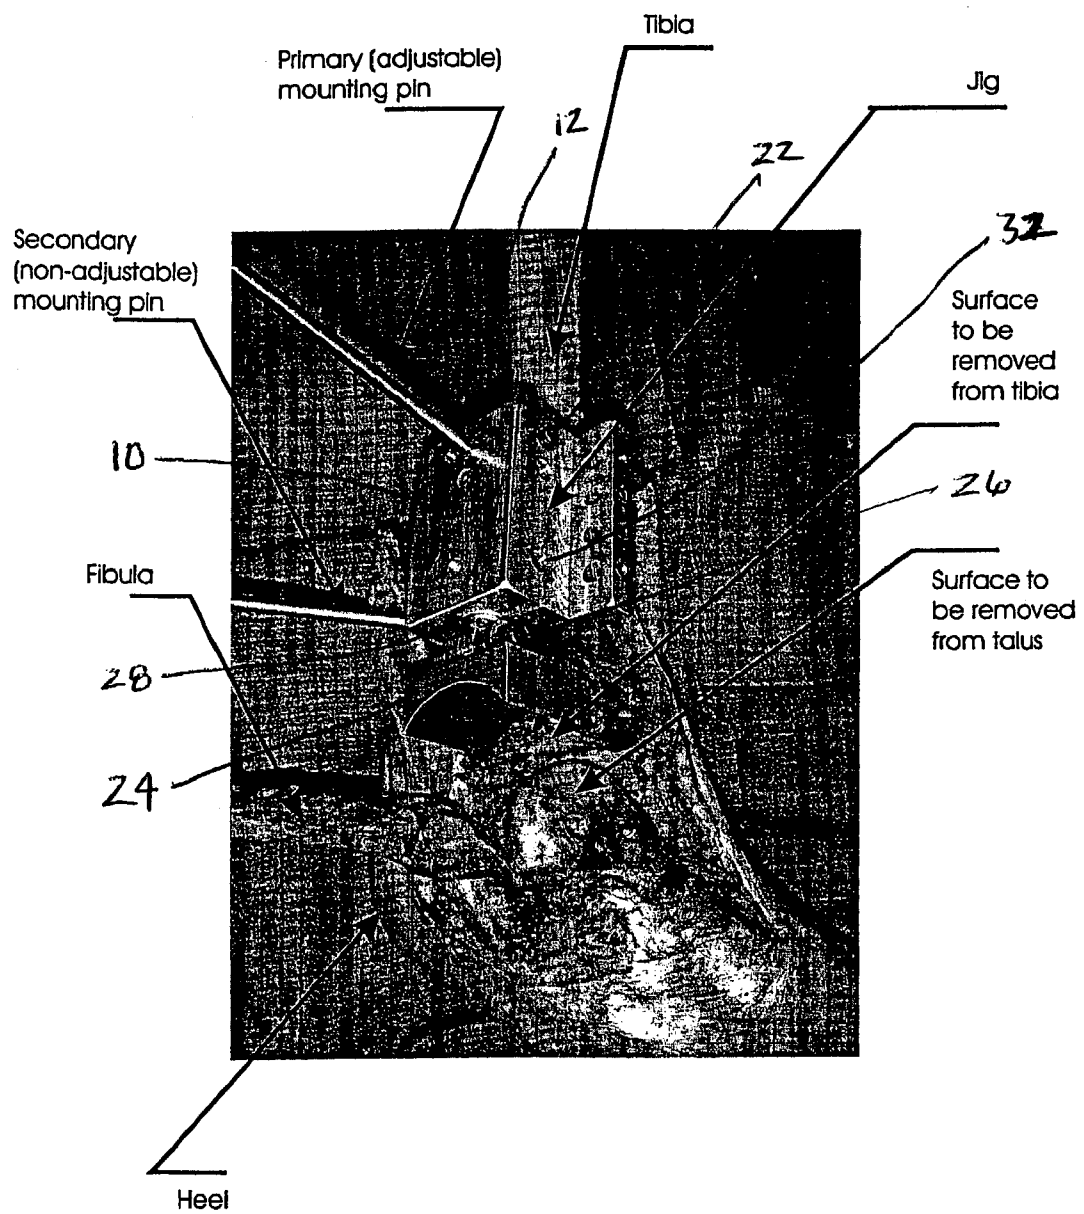 Tibia
Primary (adjustable)
mounting pin
Jig
12
22
32
Secondary
(non-adjustable)
mounting pin
Surface
to be
removed
from tibia
10
26
Fibula
Surface to
be removed
from talus
28
24
Heel